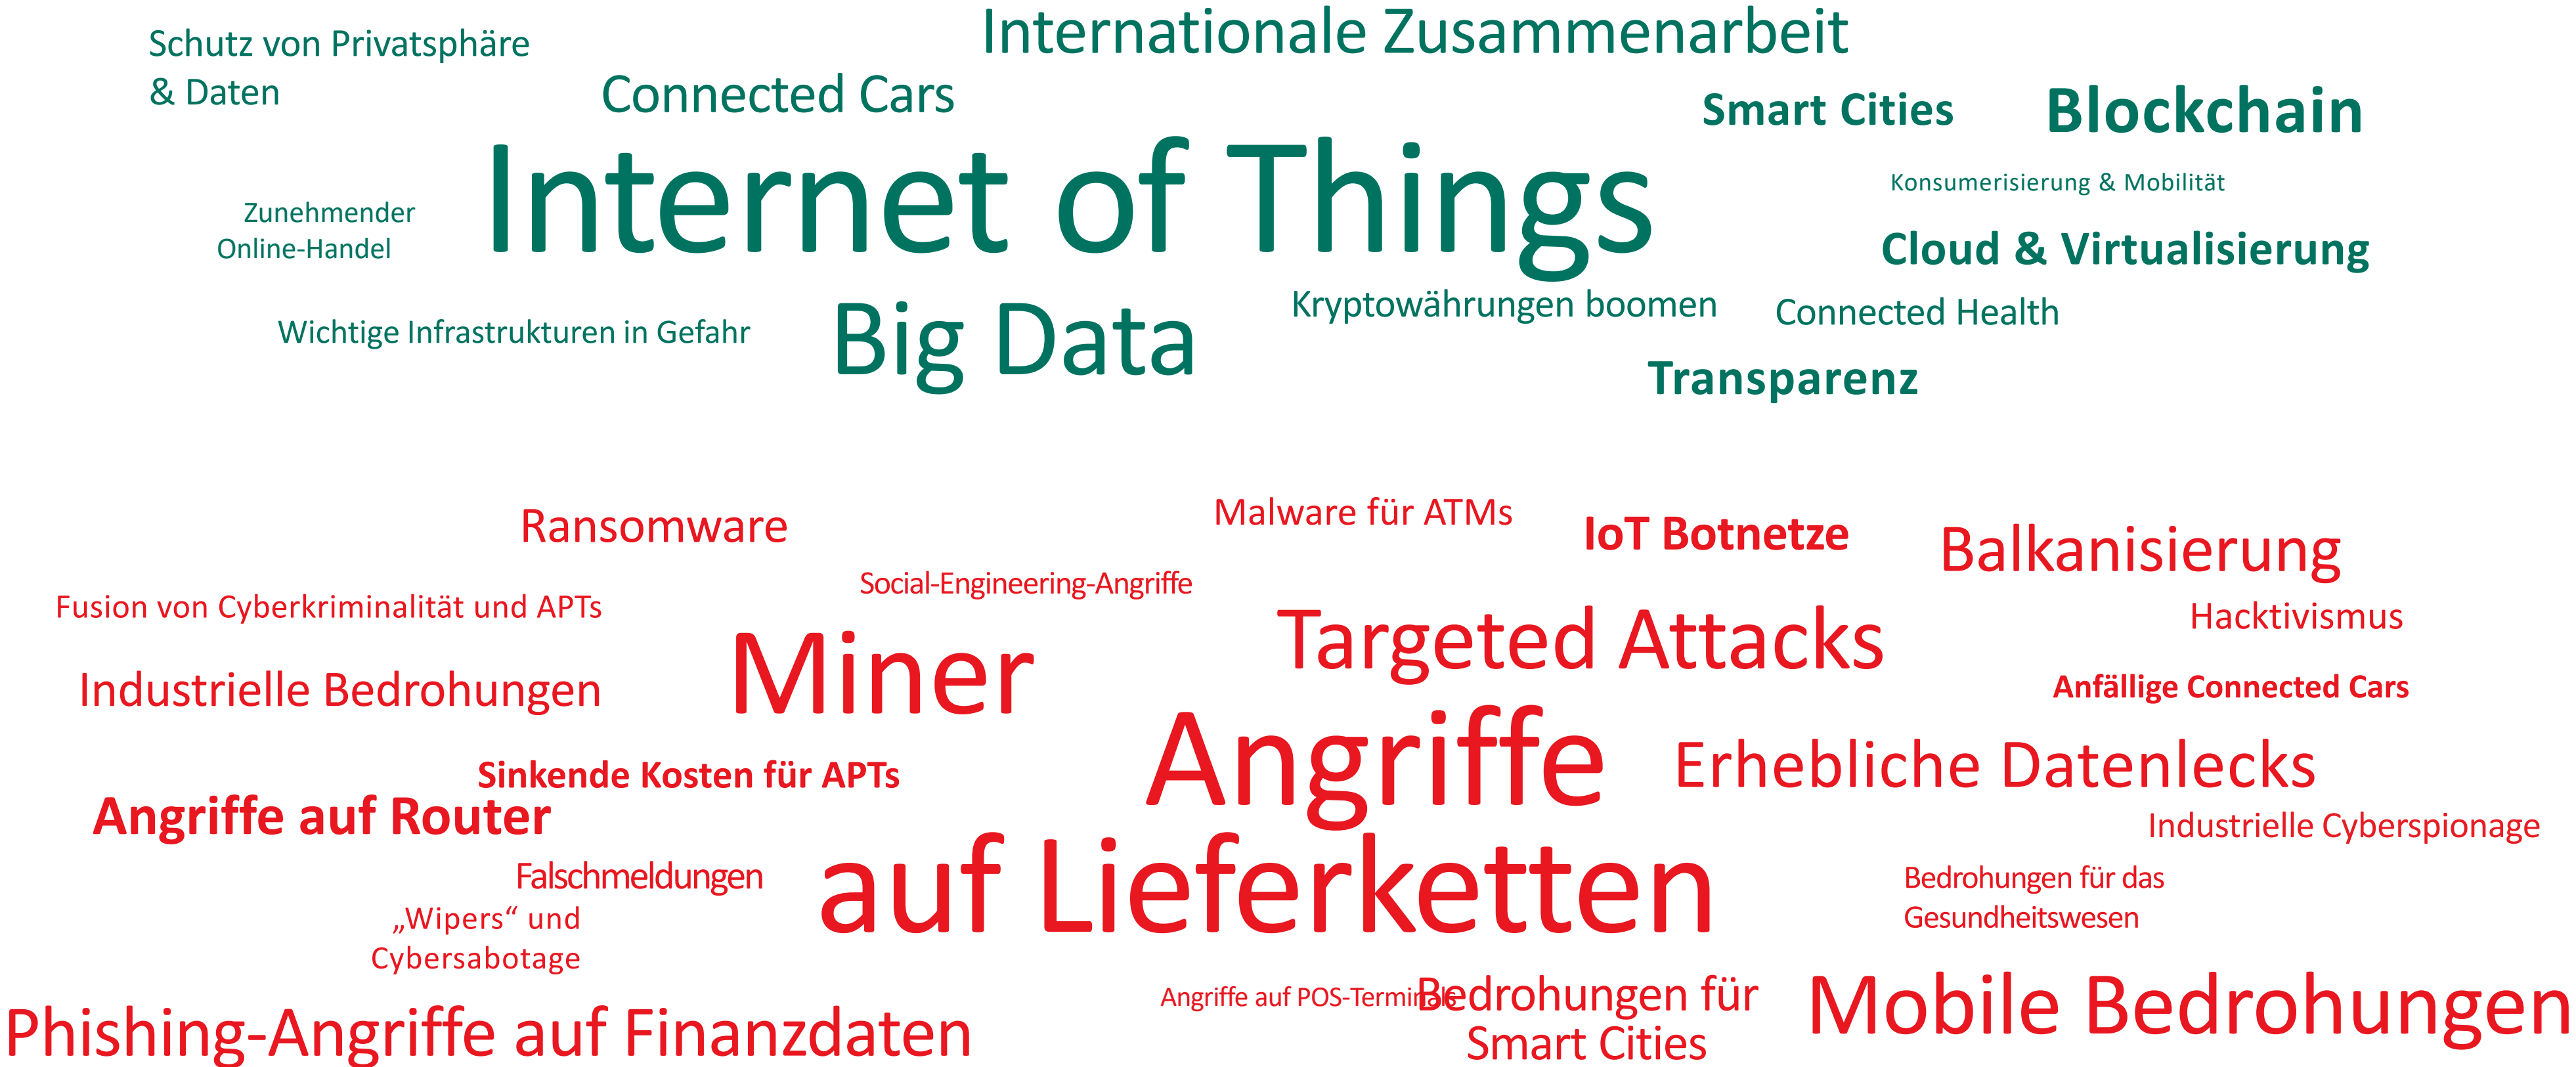 Internationale Zusammenarbeit
Schutz von Privatsphäre
& Daten
Connected Cars
Smart Cities
Blockchain
Internet of Things
Konsumerisierung & Mobilität
Zunehmender
Online-Handel
Cloud & Virtualisierung
Wichtige Infrastrukturen in Gefahr
Big Data
Kryptowährungen boomen
Connected Health
Transparenz
Ransomware
Malware für ATMs
IoT Botnetze
Balkanisierung
Social-Engineering-Angriffe
Fusion von Cyberkriminalität und APTs
Hacktivismus
Miner
Targeted Attacks
Industrielle Bedrohungen
Anfällige Connected Cars
Sinkende Kosten für APTs
Angriffe
auf Lieferketten
Erhebliche Datenlecks
Angriffe auf Router
Industrielle Cyberspionage
Falschmeldungen
Bedrohungen für das
Gesundheitswesen
„Wipers“ und
Cybersabotage
Angriffe auf POS-Terminals
Bedrohungen für
Smart Cities
Mobile Bedrohungen
Phishing-Angriffe auf Finanzdaten